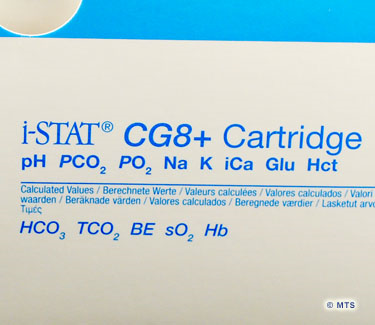 i-STAT® CG8+ Cartridge
pH PCO₂ PO₂ Na K iCa Glu Hct
Calculated Values / Berechnete Werte / Valeurs calculées / Valores calculados / Valori
waarden / Beräknade värden / Valores calculados / Beregnede værdier / Lasketut arvo
Τιμές
HCO₃ TCO₂ BE sO₂ Hb
© MTS